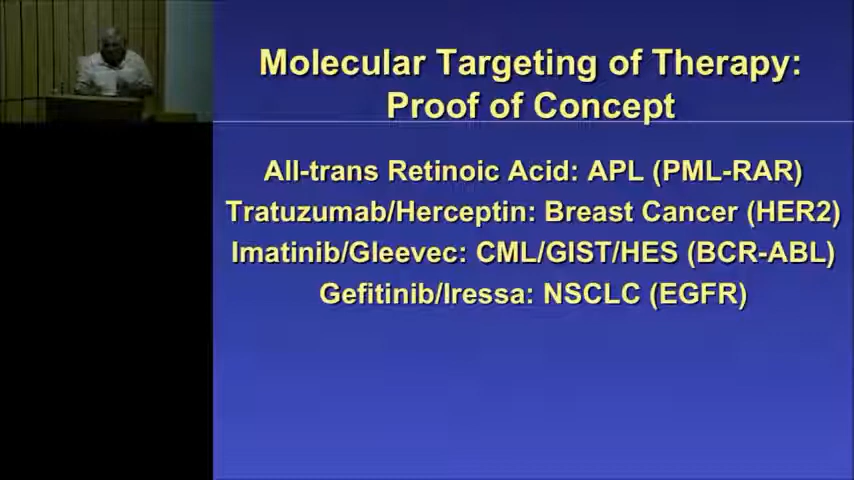 Molecular Targeting of Therapy:
Proof of Concept
All-trans Retinoic Acid: APL (PML-RAR)
Tratuzumab/Herceptin: Breast Cancer (HER2)
Imatinib/Gleevec: CML/GIST/HES (BCR-ABL)
Gefitinib/Iressa: NSCLC (EGFR)